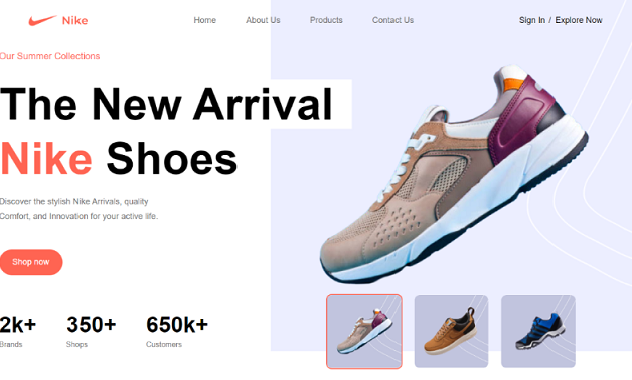 Nike
Home About Us Products Contact Us
Sign In / Explore Now
Our Summer Collections
The New Arrival
Nike Shoes
Discover the stylish Nike Arrivals, quality
Comfort, and Innovation for your active life.
Shop now
2k+ 350+ 650k+
Brands Shops Customers